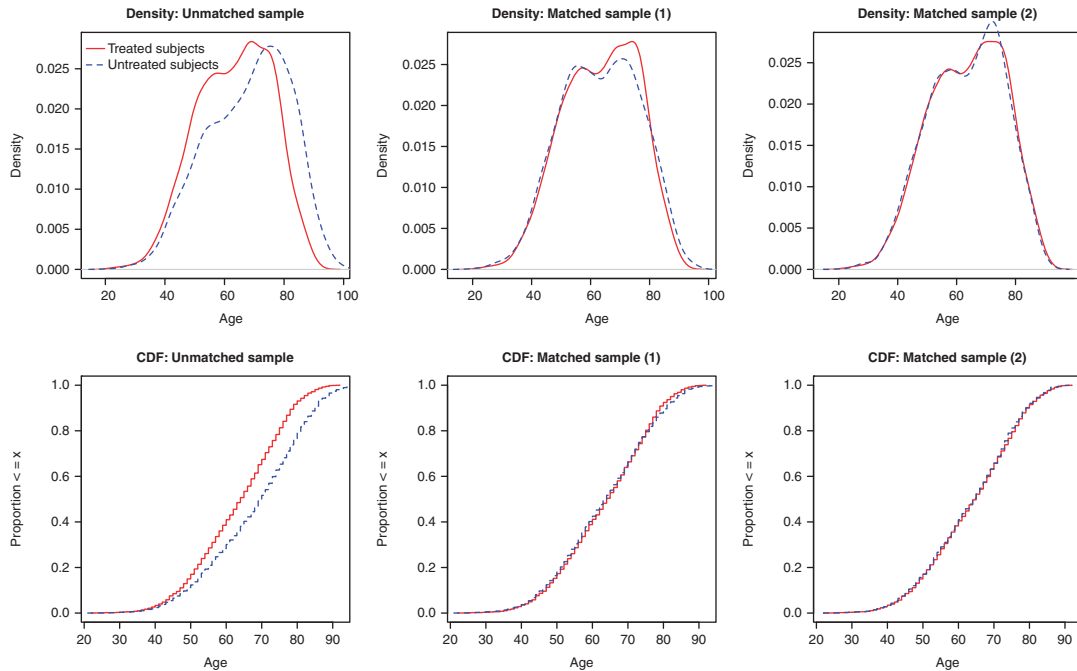 Density: Unmatched sample
Treated subjects
Untreated subjects
0.025
0.020
0.015
0.010
0.005
0.000
Density
20 40 60 80 100
Age
Density: Matched sample (1)
0.025
0.020
0.015
0.010
0.005
0.000
Density
20 40 60 80 100
Age
Density: Matched sample (2)
0.025
0.020
0.015
0.010
0.005
0.000
Density
20 40 60 80
Age
CDF: Unmatched sample
1.0
0.8
0.6
0.4
0.2
0.0
Proportion < = x
20 30 40 50 60 70 80 90
Age
CDF: Matched sample (1)
1.0
0.8
0.6
0.4
0.2
0.0
Proportion < = x
20 30 40 50 60 70 80 90
Age
CDF: Matched sample (2)
1.0
0.8
0.6
0.4
0.2
0.0
Proportion < = x
20 30 40 50 60 70 80 90
Age